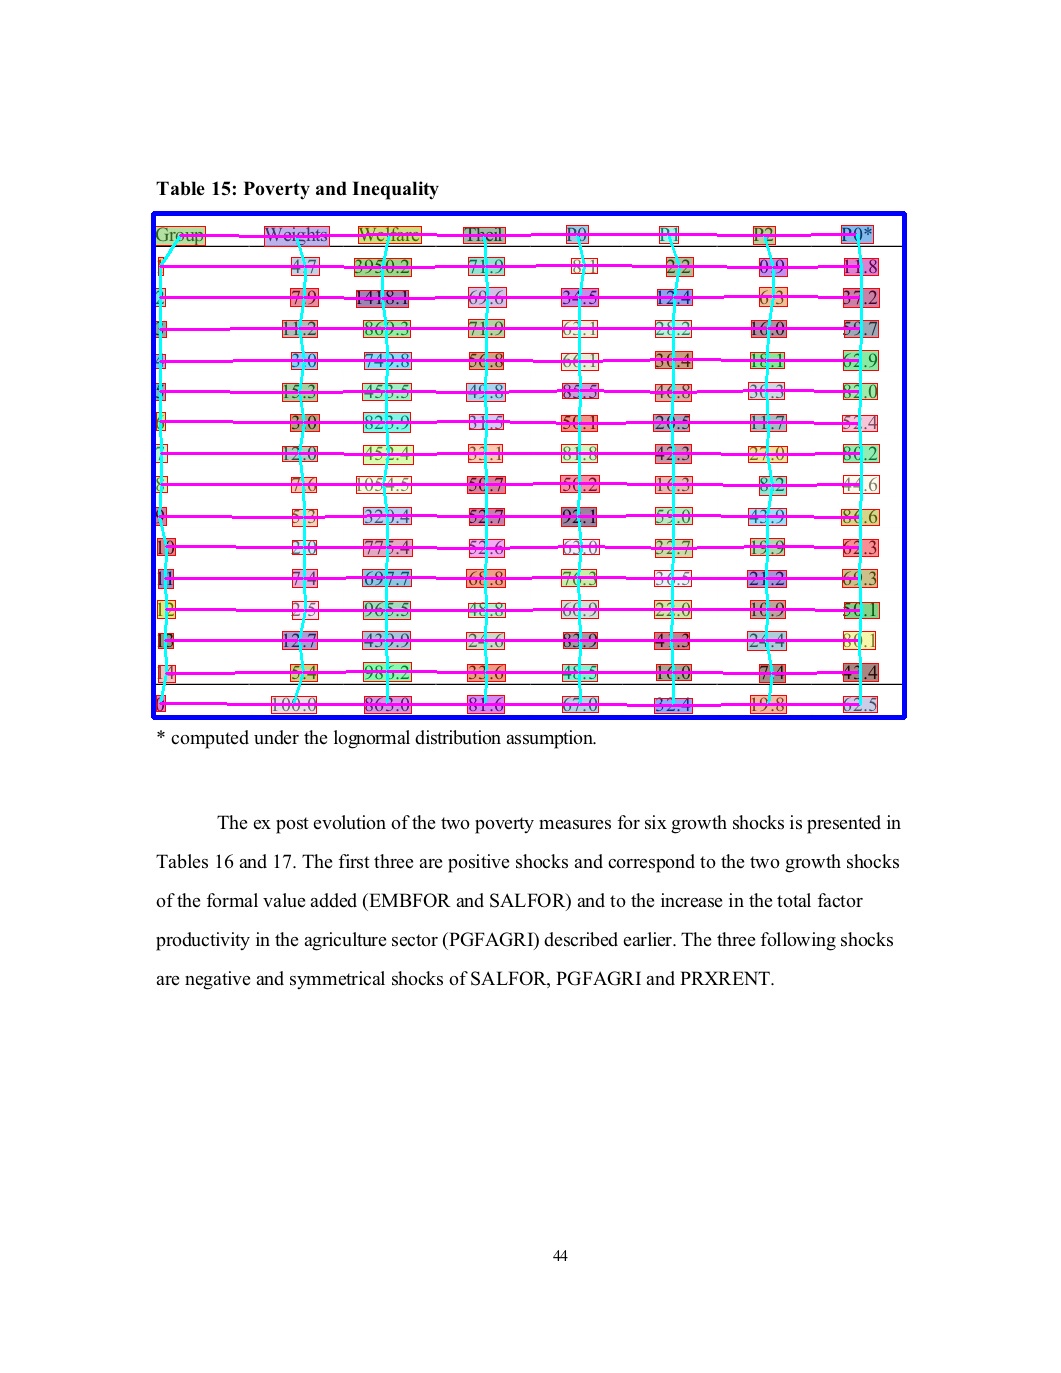 Table 15: Poverty and Inequality
Group Weights Welfare Theil P0 P1 P2 P0*
1 4.7 3950.2 71.9 8.1 2.2 0.9 11.8
2 7.9 1418.1 69.6 34.5 12.4 6.3 37.2
3 11.2 869.3 71.9 62.1 28.2 16.0 59.7
4 3.0 749.8 56.8 66.1 30.4 18.1 62.9
5 15.3 453.5 49.8 85.5 46.8 30.3 82.0
6 3.0 823.9 31.5 56.1 20.5 11.7 52.4
7 12.0 452.4 33.1 81.8 42.3 27.0 80.2
8 7.6 1054.5 50.7 50.2 16.3 8.2 44.6
9 5.3 320.4 52.7 92.1 59.0 43.9 86.6
10 2.0 775.4 52.6 63.0 32.7 19.9 62.3
11 7.4 697.7 68.8 76.3 36.5 21.2 69.3
12 2.5 965.5 48.8 60.9 22.0 10.9 50.1
13 12.7 432.9 24.6 83.9 41.3 24.4 80.1
14 5.4 985.2 33.6 48.5 16.0 7.4 43.4
100.0 863.0 81.6 67.0 32.4 19.8 62.5
* computed under the lognormal distribution assumption.
The ex post evolution of the two poverty measures for six growth shocks is presented in
Tables 16 and 17. The first three are positive shocks and correspond to the two growth shocks
of the formal value added (EMBFOR and SALFOR) and to the increase in the total factor
productivity in the agriculture sector (PGFAGRI) described earlier. The three following shocks
are negative and symmetrical shocks of SALFOR, PGFAGRI and PRXRENT.
44